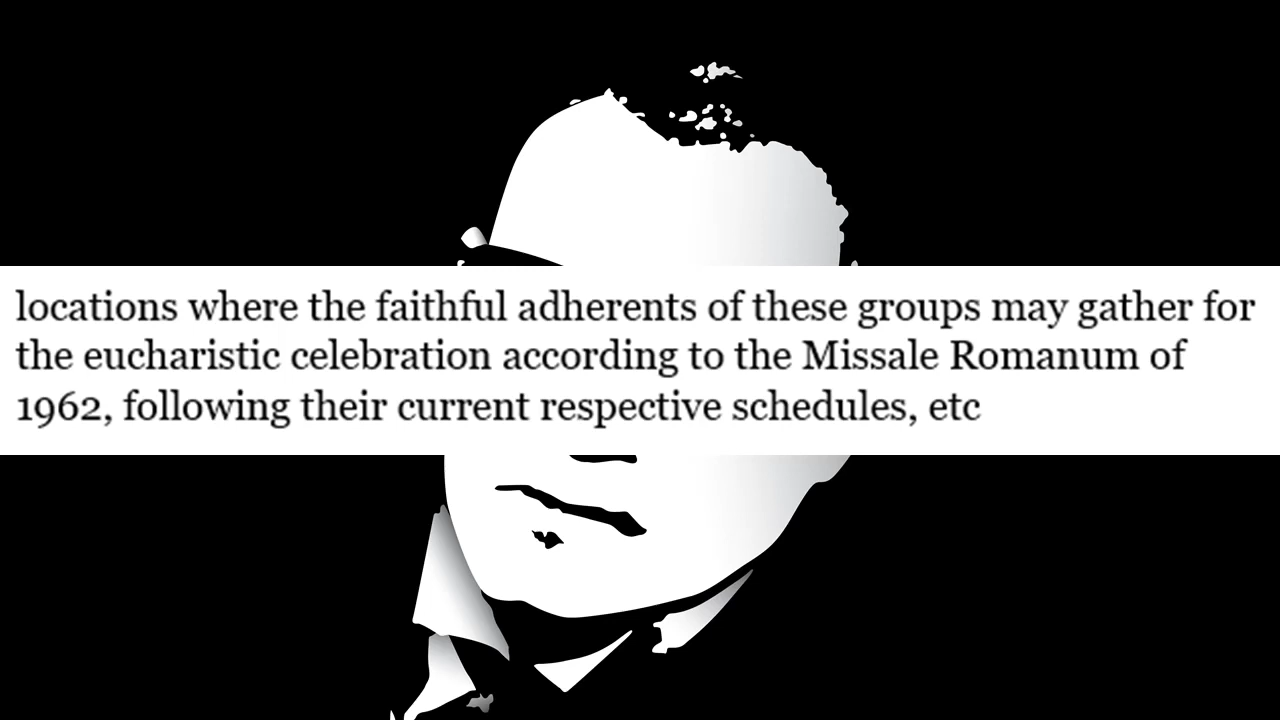 locations where the faithful adherents of these groups may gather for
the eucharistic celebration according to the Missale Romanum of
1962, following their current respective schedules, etc